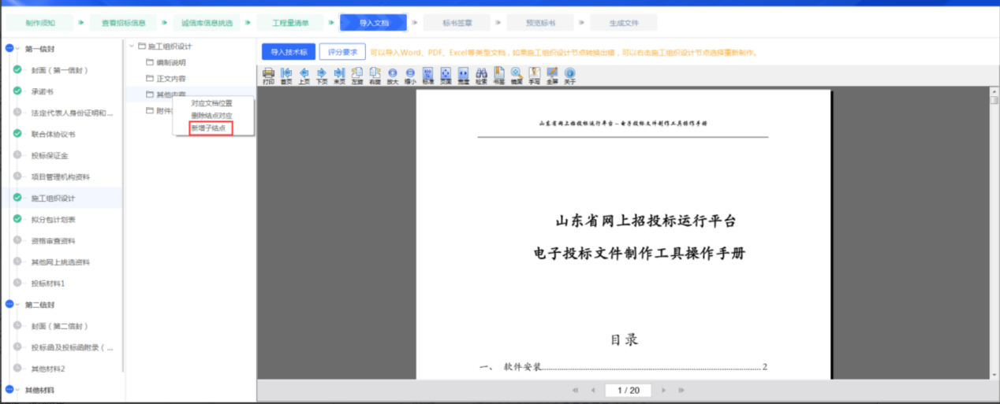 制作须知
查看招标信息
诚信库信息挑选
工程量清单
导入文档
标书签章
预览标书
生成文件
第一信封
封面（第一信封）
承诺书
法定代表人身份证明和...
联合体协议书
投标保证金
项目管理机构资料
施工组织设计
拟分包计划表
资格审查资料
其他网上挑选资料
投标材料1
第二信封
封面（第二信封）
投标函及投标函附录（ ...
其他材料2
其他材料
施工组织设计
编制说明
正文内容
其他内容
附件
对应文档位置
删除结点对应
新增子结点
导入技术标
评分要求
可以导入Word、PDF、Excel等类型文档，如果施工组织设计节点转换出错，可以右击施工组织设计节点选择重新制作。
打印 首页 上页 下页 末页 左旋 右旋 放大 缩小 标准 页面 宽度 检索 书签 手写 全屏 关于
山东省网上招投标运行平台－电子投标文件制作工具操作手册
山东省网上招投标运行平台
电子投标文件制作工具操作手册
目录
一、 软件安装......2
1 / 20